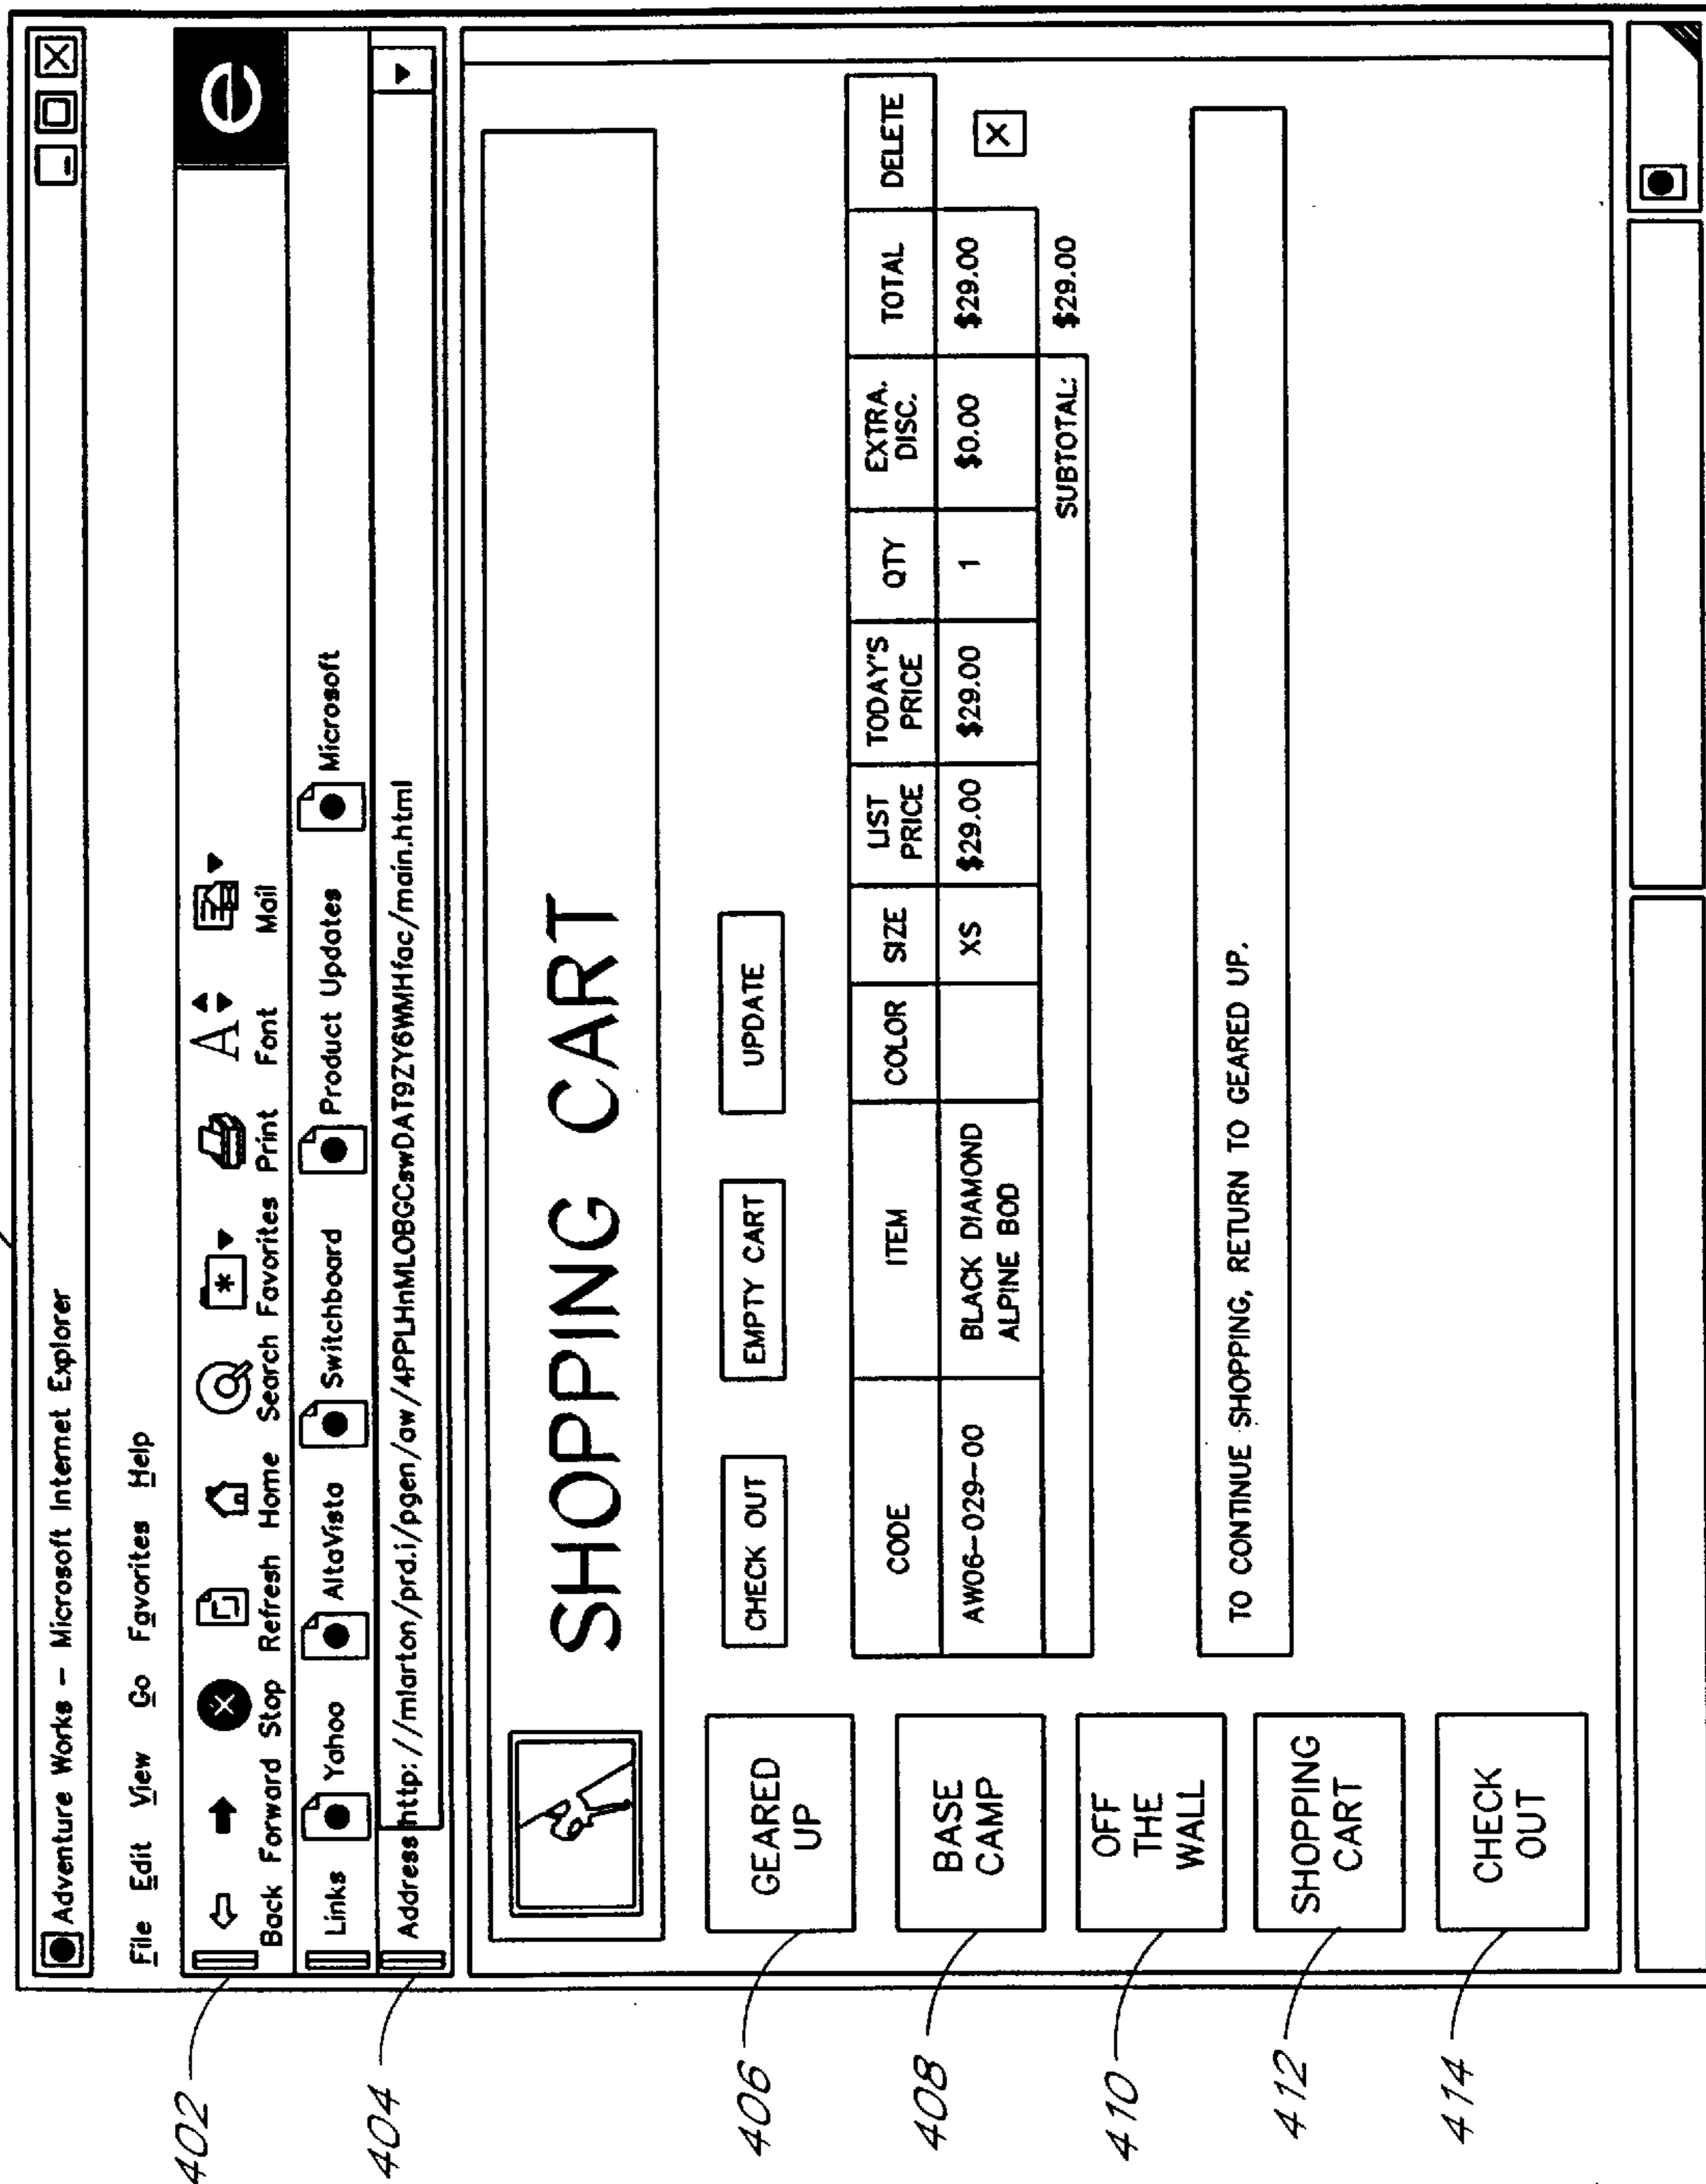 Adventure Works – Microsoft Internet Explorer
File Edit View Go Favorites Help
Back Forward Stop Refresh Home Search Favorites Print Font Mail
Links Yahoo AltaVista Switchboard Product Updates Microsoft
Address http://mlarton/prd.i/pgen/aw/4PPLHnMLOBGCswDAT9ZY6WMHfac/main.html
402
404
SHOPPING CART
CHECK OUT EMPTY CART UPDATE
GEARED
UP
406
CODE ITEM COLOR SIZE LIST PRICE TODAY'S PRICE QTY EXTRA. DISC. TOTAL DELETE
AW06–029–00 BLACK DIAMOND ALPINE BOD XS $29.00 $29.00 1 $0.00 $29.00 X
SUBTOTAL: $29.00
BASE
CAMP
408
TO CONTINUE SHOPPING, RETURN TO GEARED UP.
OFF
THE
WALL
410
SHOPPING
CART
412
CHECK
OUT
414